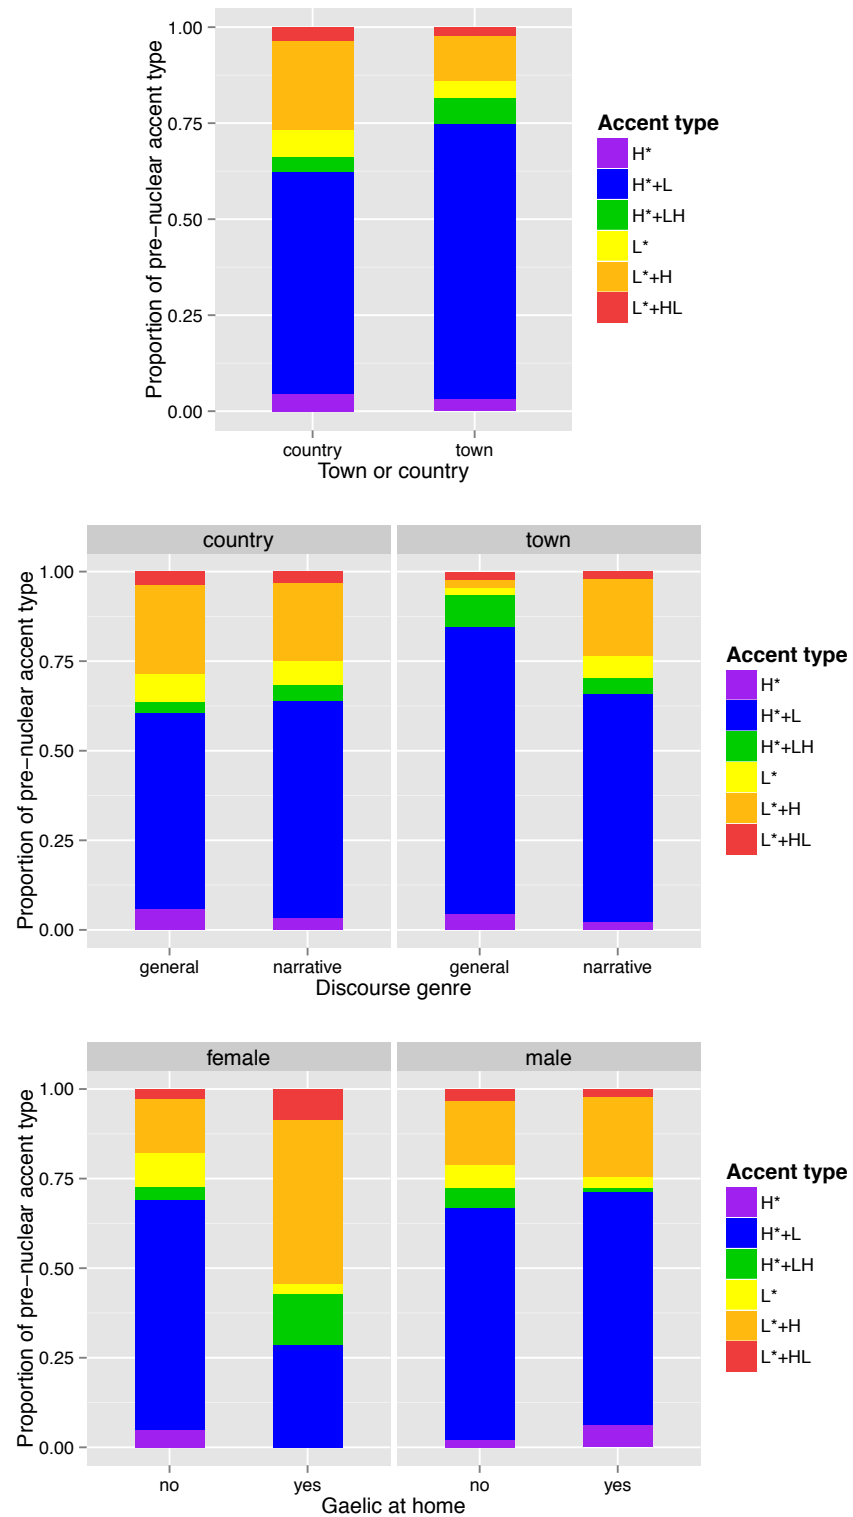 Proportion of pre−nuclear accent type
1.00
0.75
0.50
0.25
0.00
country town
Town or country
Accent type
H*
H*+L
H*+LH
L*
L*+H
L*+HL
country town
Proportion of pre−nuclear accent type
1.00
0.75
0.50
0.25
0.00
general narrative general narrative
Discourse genre
Accent type
H*
H*+L
H*+LH
L*
L*+H
L*+HL
female male
Proportion of pre−nuclear accent type
1.00
0.75
0.50
0.25
0.00
no yes no yes
Gaelic at home
Accent type
H*
H*+L
H*+LH
L*
L*+H
L*+HL